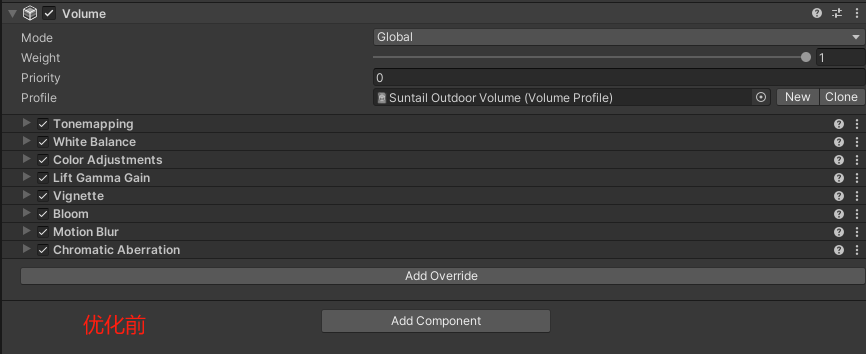 Volume
Mode Global
Weight 1
Priority 0
Profile Suntail Outdoor Volume (Volume Profile) New Clone
Tonemapping
White Balance
Color Adjustments
Lift Gamma Gain
Vignette
Bloom
Motion Blur
Chromatic Aberration
Add Override
优化前
Add Component